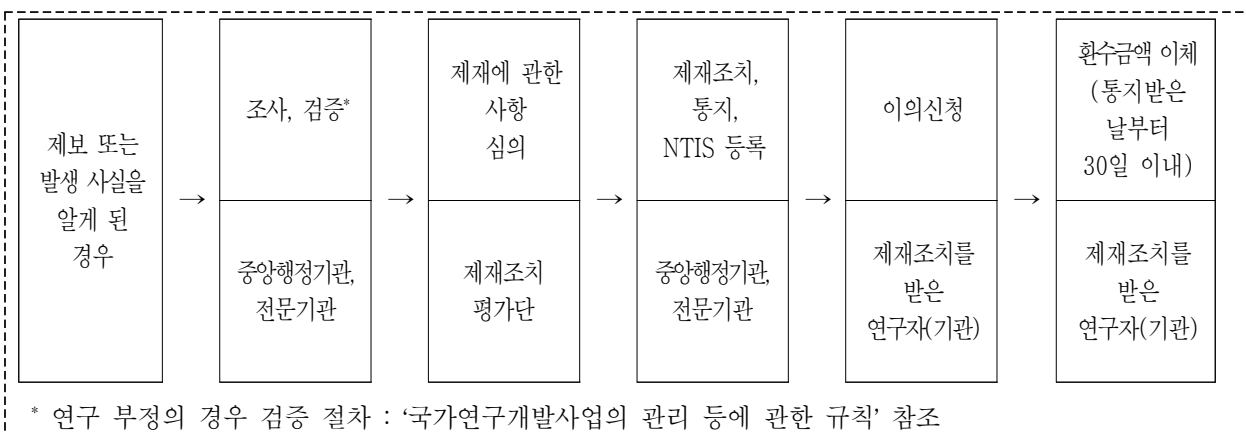 제보 또는
발생 사실을
알게 된
경우
→
조사, 검증*
중앙행정기관,
전문기관
→
제재에 관한
사항
심의
제재조치
평가단
→
제재조치,
통지,
NTIS 등록
중앙행정기관,
전문기관
→
이의신청
제재조치를
받은
연구자(기관)
→
환수금액 이체
(통지받은
날부터
30일 이내)
제재조치를
받은
연구자(기관)
* 연구 부정의 경우 검증 절차 : ‘국가연구개발사업의 관리 등에 관한 규칙’ 참조